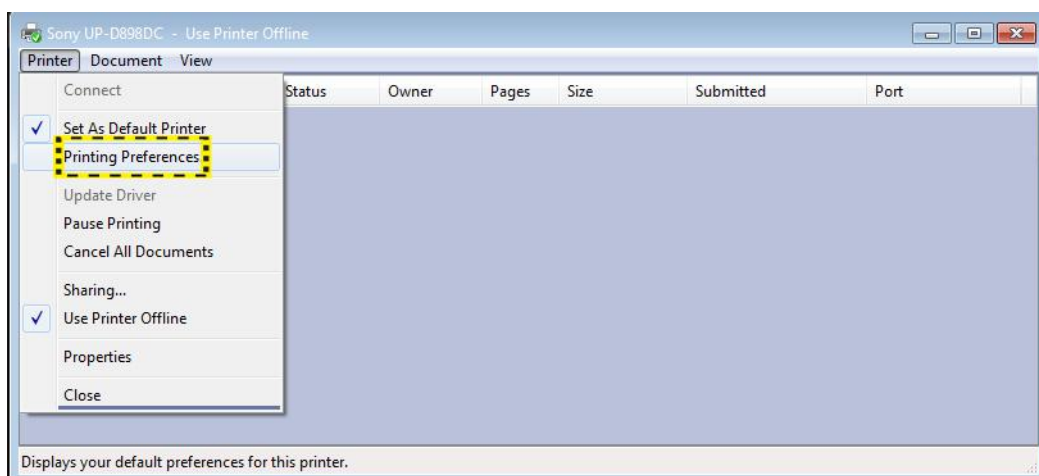 Sony UP-D898DC - Use Printer Offline
Printer Document View
Connect
Status Owner Pages Size Submitted Port
Set As Default Printer
Printing Preferences
Update Driver
Pause Printing
Cancel All Documents
Sharing...
Use Printer Offline
Properties
Close
Displays your default preferences for this printer.